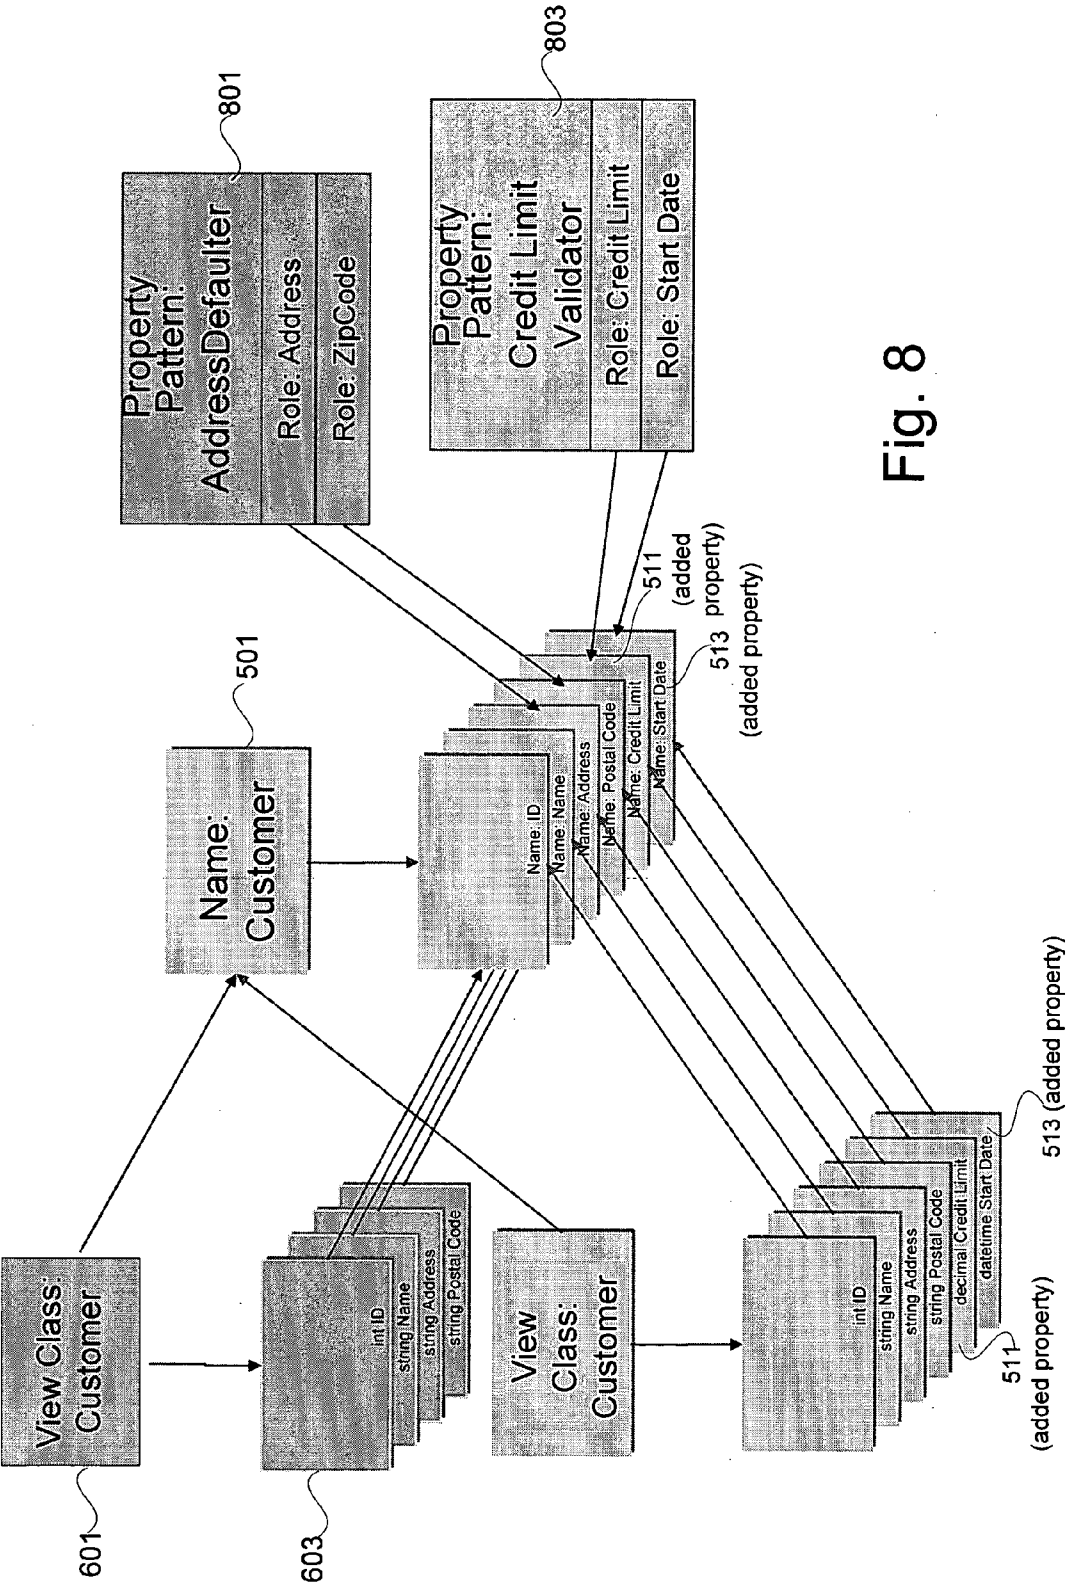 601
View Class:
Customer
603
int ID
string Name
string Address
string Postal Code
View
Class:
Customer
int ID
string Name
string Address
string Postal Code
decimal Credit Limit
datetime Start Date
511
(added property)
513 (added property)
501
Name:
Customer
Name: ID
Name: Name
Name: Address
Name: Postal Code
Name: Credit Limit
Name: Start Date
511
(added
property)
513
(added property)
801
Property
Pattern:
AddressDefaulter
Role: Address
Role: ZipCode
803
Property
Pattern:
Credit Limit
Validator
Role: Credit Limit
Role: Start Date
Fig. 8